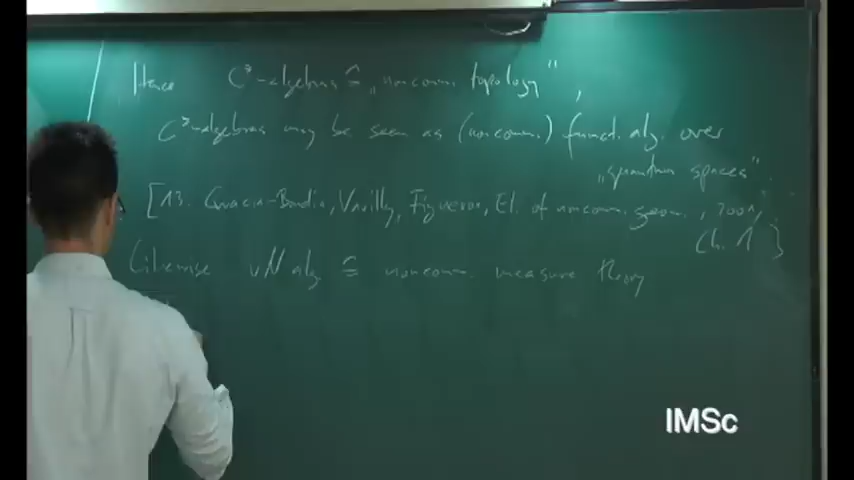 Hence C*-algebras ≙ „noncomm. topology",
C*-algebras may be seen as (noncomm.) funct. alg. over
„quantum spaces".
[13. Gracia-Bondia, Varilly, Figueroa, El. of noncomm. geom., 2001,
Ch. 1]
Likewise vN alg. ≙ noncomm. measure theory
IMSc